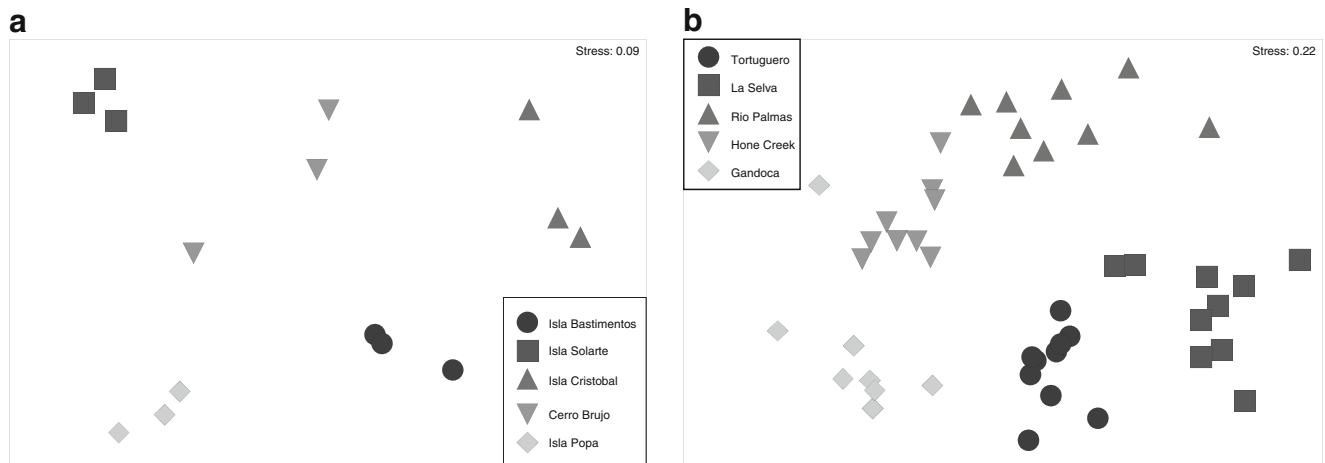 a
Stress: 0.09
Isla Bastimentos
Isla Solarte
Isla Cristobal
Cerro Brujo
Isla Popa
b
Stress: 0.22
Tortuguero
La Selva
Rio Palmas
Hone Creek
Gandoca